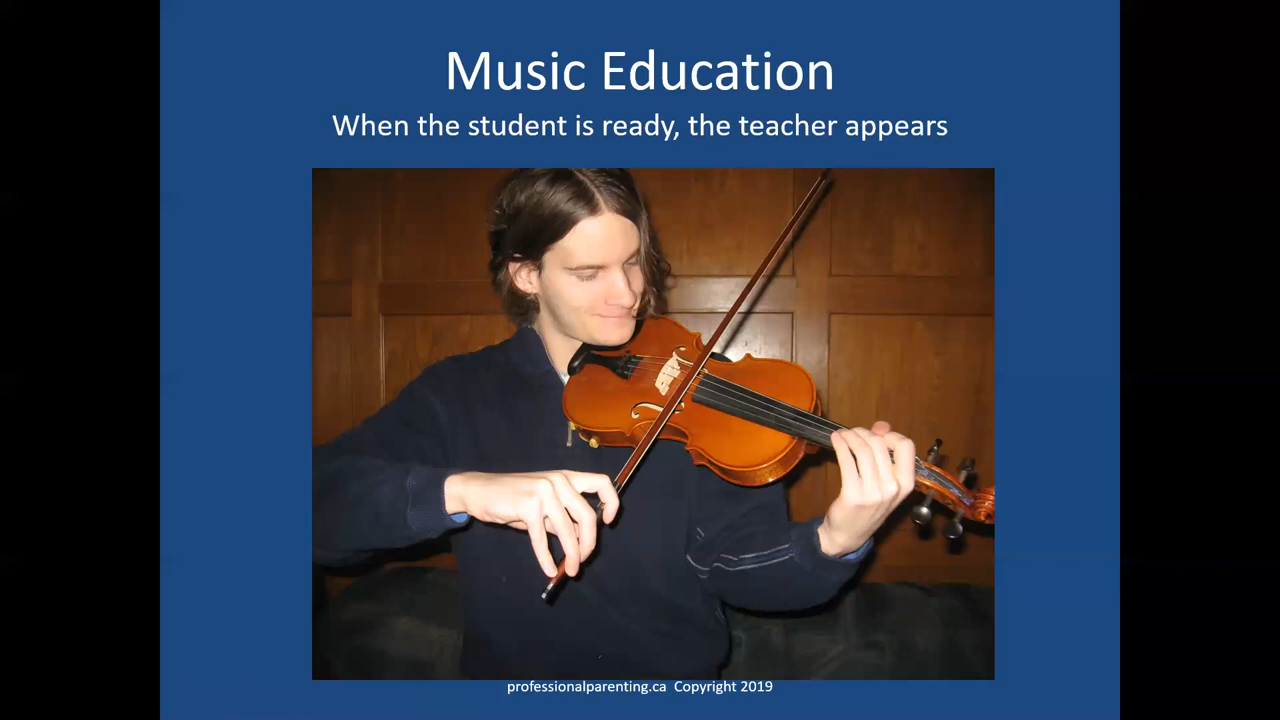 Music Education
When the student is ready, the teacher appears
professionalparenting.ca  Copyright 2019